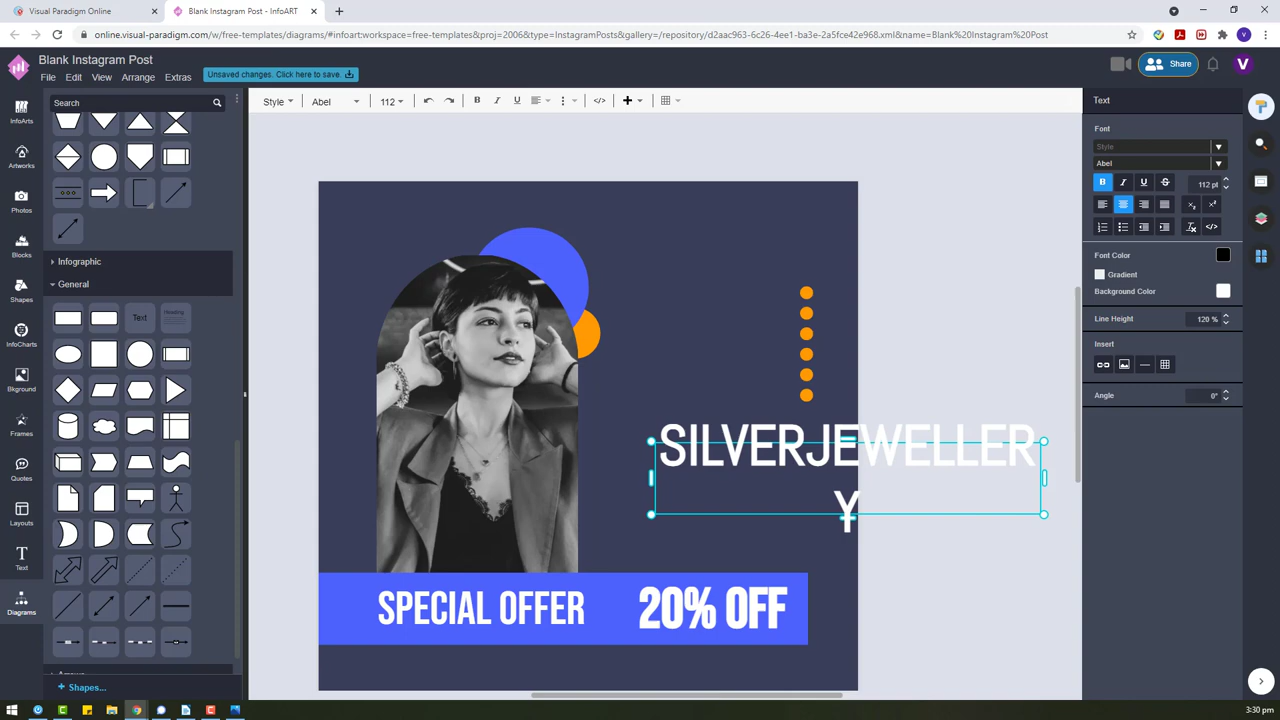 Visual Paradigm Online
Blank Instagram Post - InfoART
online.visual-paradigm.com/w/free-templates/diagrams/#infoart:workspace=free-templates&proj=2006&type=InstagramPosts&gallery=/repository/d2aac963-6c26-4ee1-ba3e-2a5fce42e968.xml&name=Blank%20Instagram%20Post
Blank Instagram Post
File Edit View Arrange Extras
Unsaved changes. Click here to save.
Share
V
Search
Style Abel 112 B I U
Text
InfoArts
Artworks
Photos
Blocks
Shapes
InfoCharts
Bkground
Frames
Quotes
Layouts
Text
Diagrams
Infographic
General
Text
Heading
+ Shapes...
SILVERJEWELLER
Y
SPECIAL OFFER 20% OFF
Font
Style
Abel
B I U S 112 pt
Font Color
Gradient
Background Color
Line Height 120 %
Insert
Angle 0°
3:30 pm